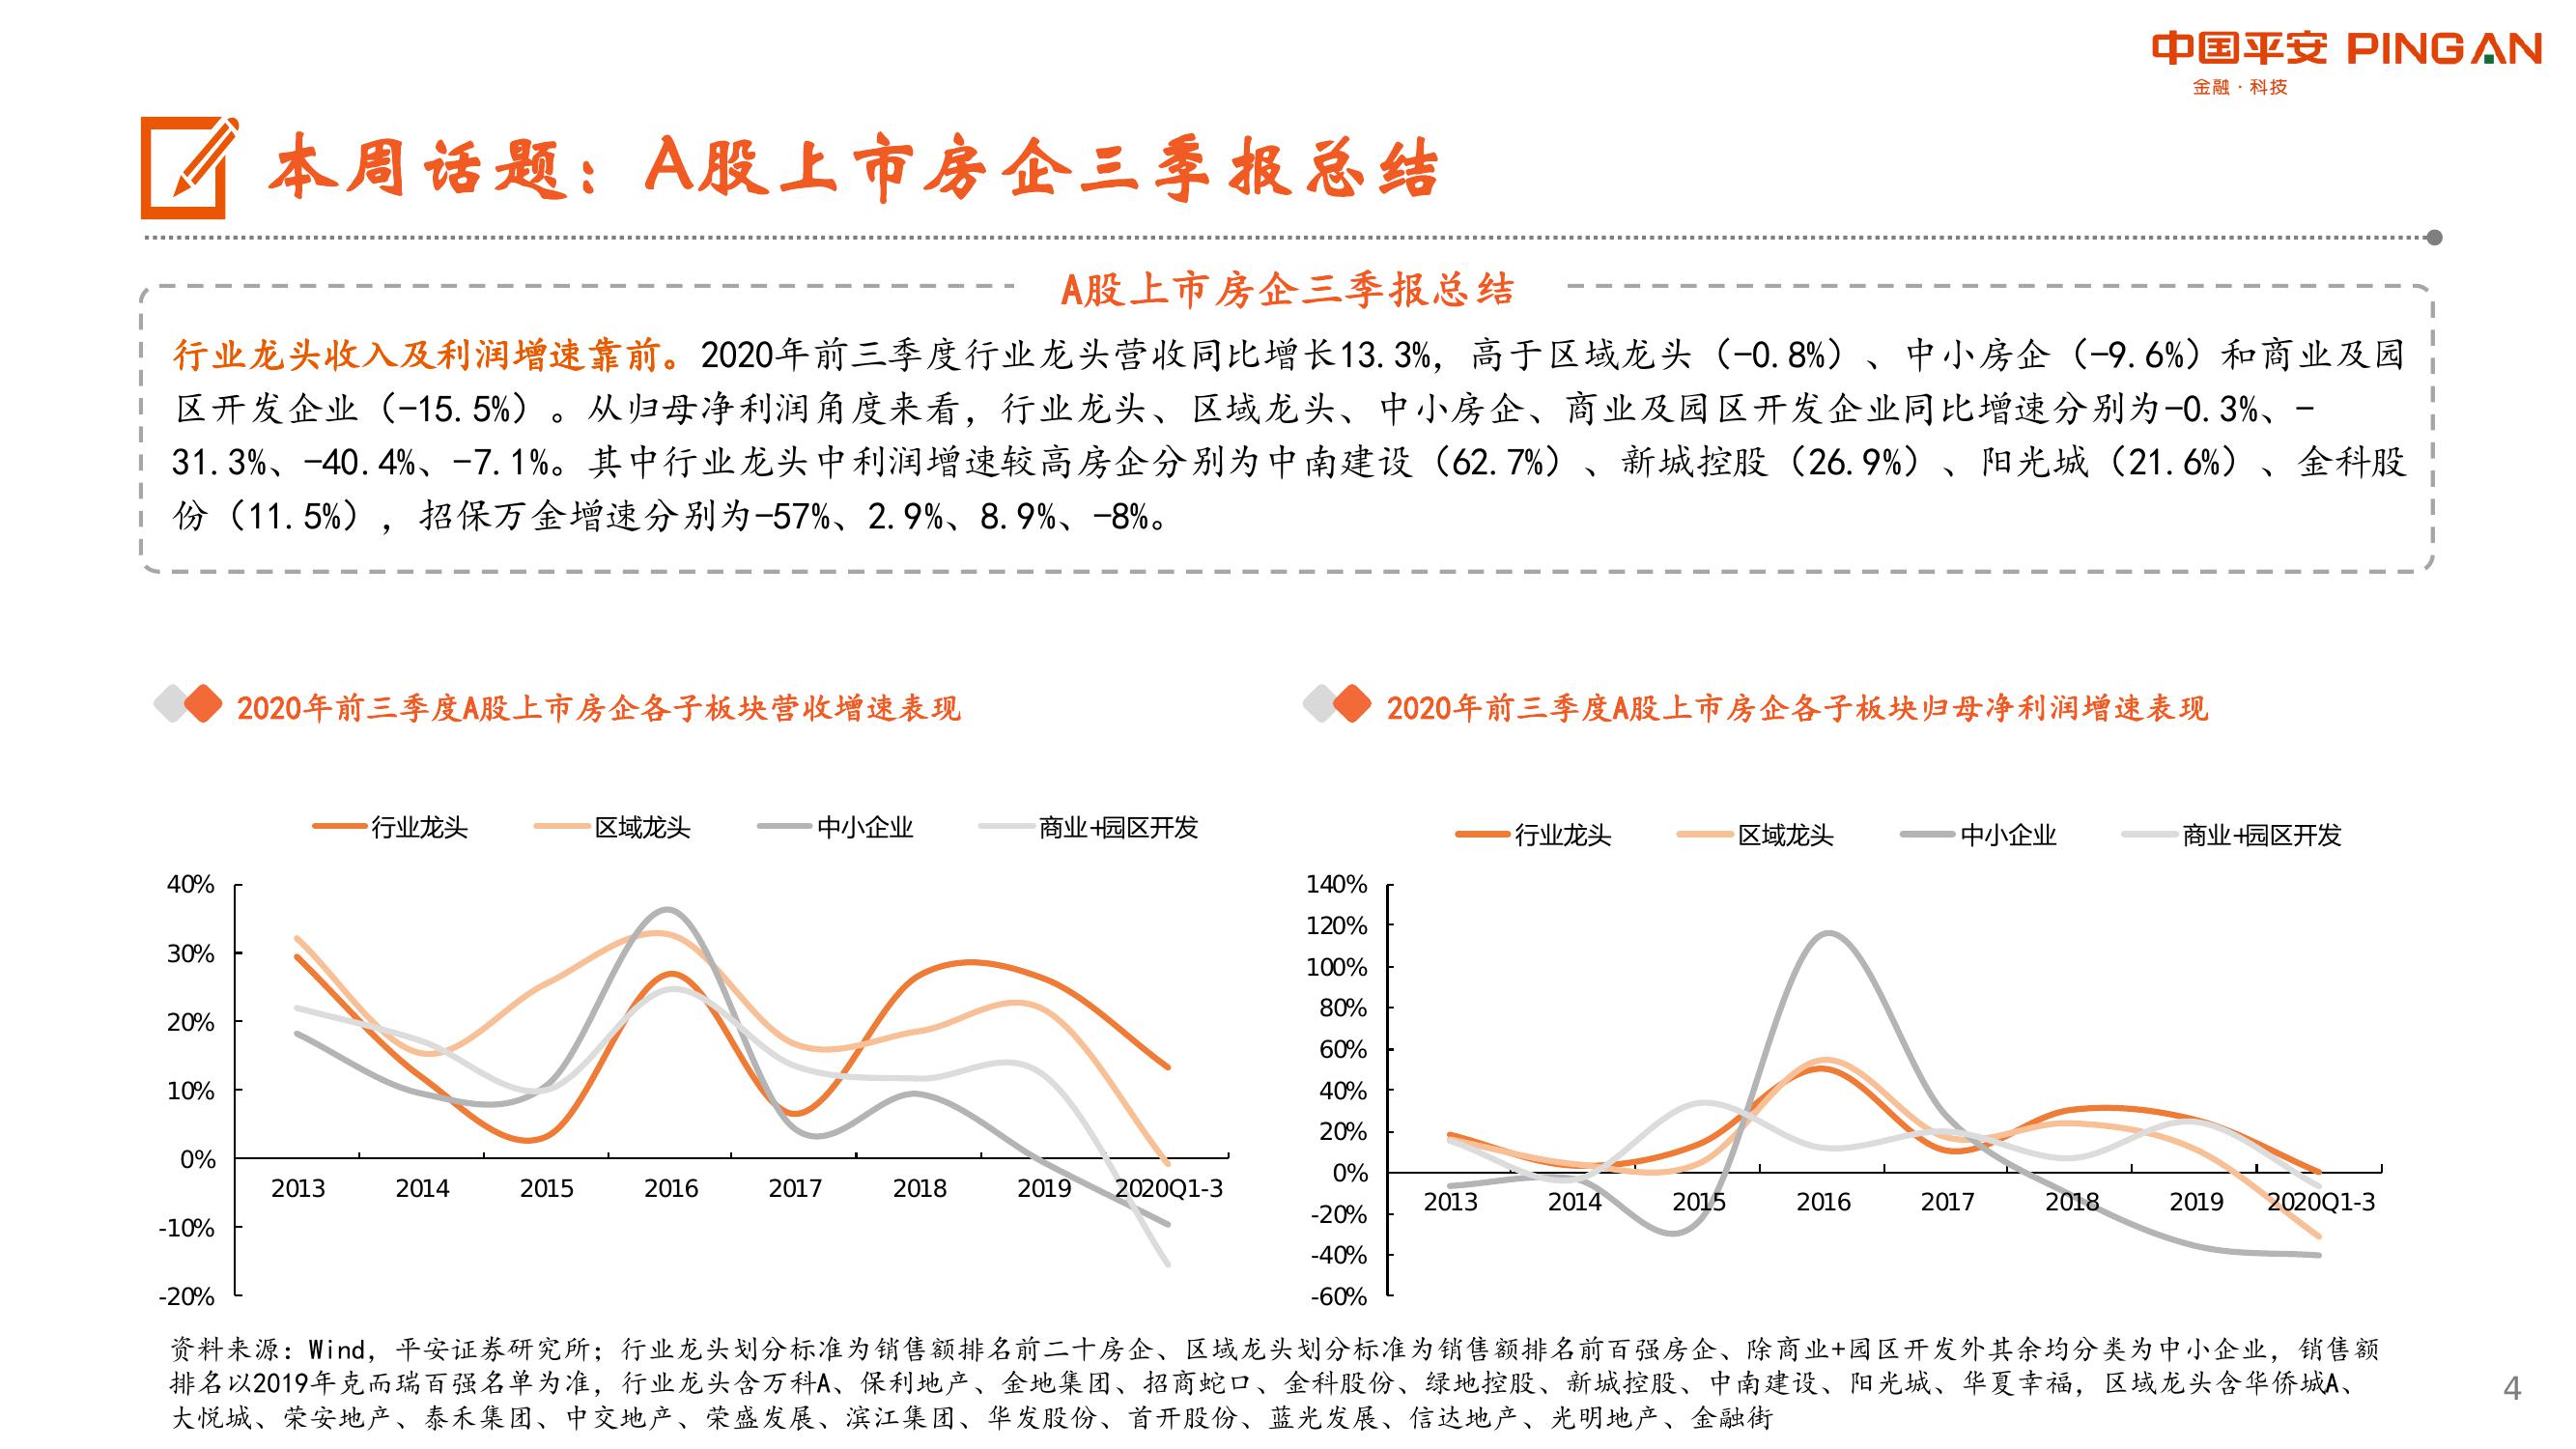 中国平安 PINGAN
金融·科技
本周话题：A股上市房企三季报总结
A股上市房企三季报总结
行业龙头收入及利润增速靠前。2020年前三季度行业龙头营收同比增长13.3%，高于区域龙头（-0.8%）、中小房企（-9.6%）和商业及园
区开发企业（-15.5%）。从归母净利润角度来看，行业龙头、区域龙头、中小房企、商业及园区开发企业同比增速分别为-0.3%、-
31.3%、-40.4%、-7.1%。其中行业龙头中利润增速较高房企分别为中南建设（62.7%）、新城控股（26.9%）、阳光城（21.6%）、金科股
份（11.5%），招保万金增速分别为-57%、2.9%、8.9%、-8%。
2020年前三季度A股上市房企各子板块营收增速表现
行业龙头 区域龙头 中小企业 商业+园区开发
40%
30%
20%
10%
0%
-10%
-20%
2013 2014 2015 2016 2017 2018 2019 2020Q1-3
2020年前三季度A股上市房企各子板块归母净利润增速表现
行业龙头 区域龙头 中小企业 商业+园区开发
140%
120%
100%
80%
60%
40%
20%
0%
-20%
-40%
-60%
2013 2014 2015 2016 2017 2018 2019 2020Q1-3
资料来源：Wind，平安证券研究所；行业龙头划分标准为销售额排名前二十房企、区域龙头划分标准为销售额排名前百强房企、除商业+园区开发外其余均分类为中小企业，销售额
排名以2019年克而瑞百强名单为准，行业龙头含万科A、保利地产、金地集团、招商蛇口、金科股份、绿地控股、新城控股、中南建设、阳光城、华夏幸福，区域龙头含华侨城A、
大悦城、荣安地产、泰禾集团、中交地产、荣盛发展、滨江集团、华发股份、首开股份、蓝光发展、信达地产、光明地产、金融街
4